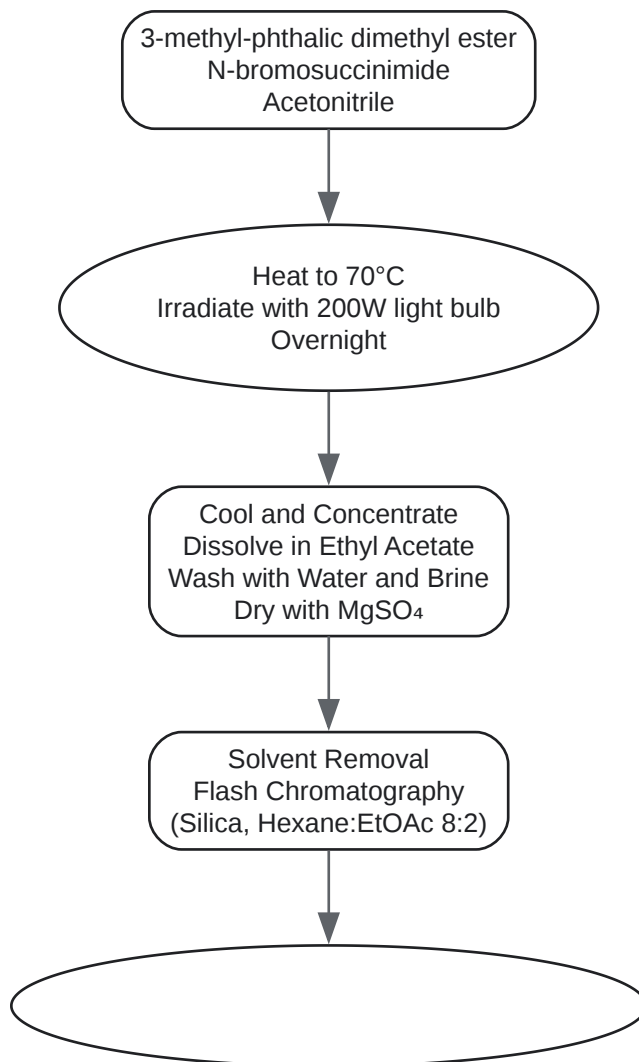 3-methyl-phthalic dimethyl ester
N-bromosuccinimide
Acetonitrile
Heat to 70°C
Irradiate with 200W light bulb
Overnight
Cool and Concentrate
Dissolve in Ethyl Acetate
Wash with Water and Brine
Dry with MgSO₄
Solvent Removal
Flash Chromatography
(Silica, Hexane:EtOAc 8:2)